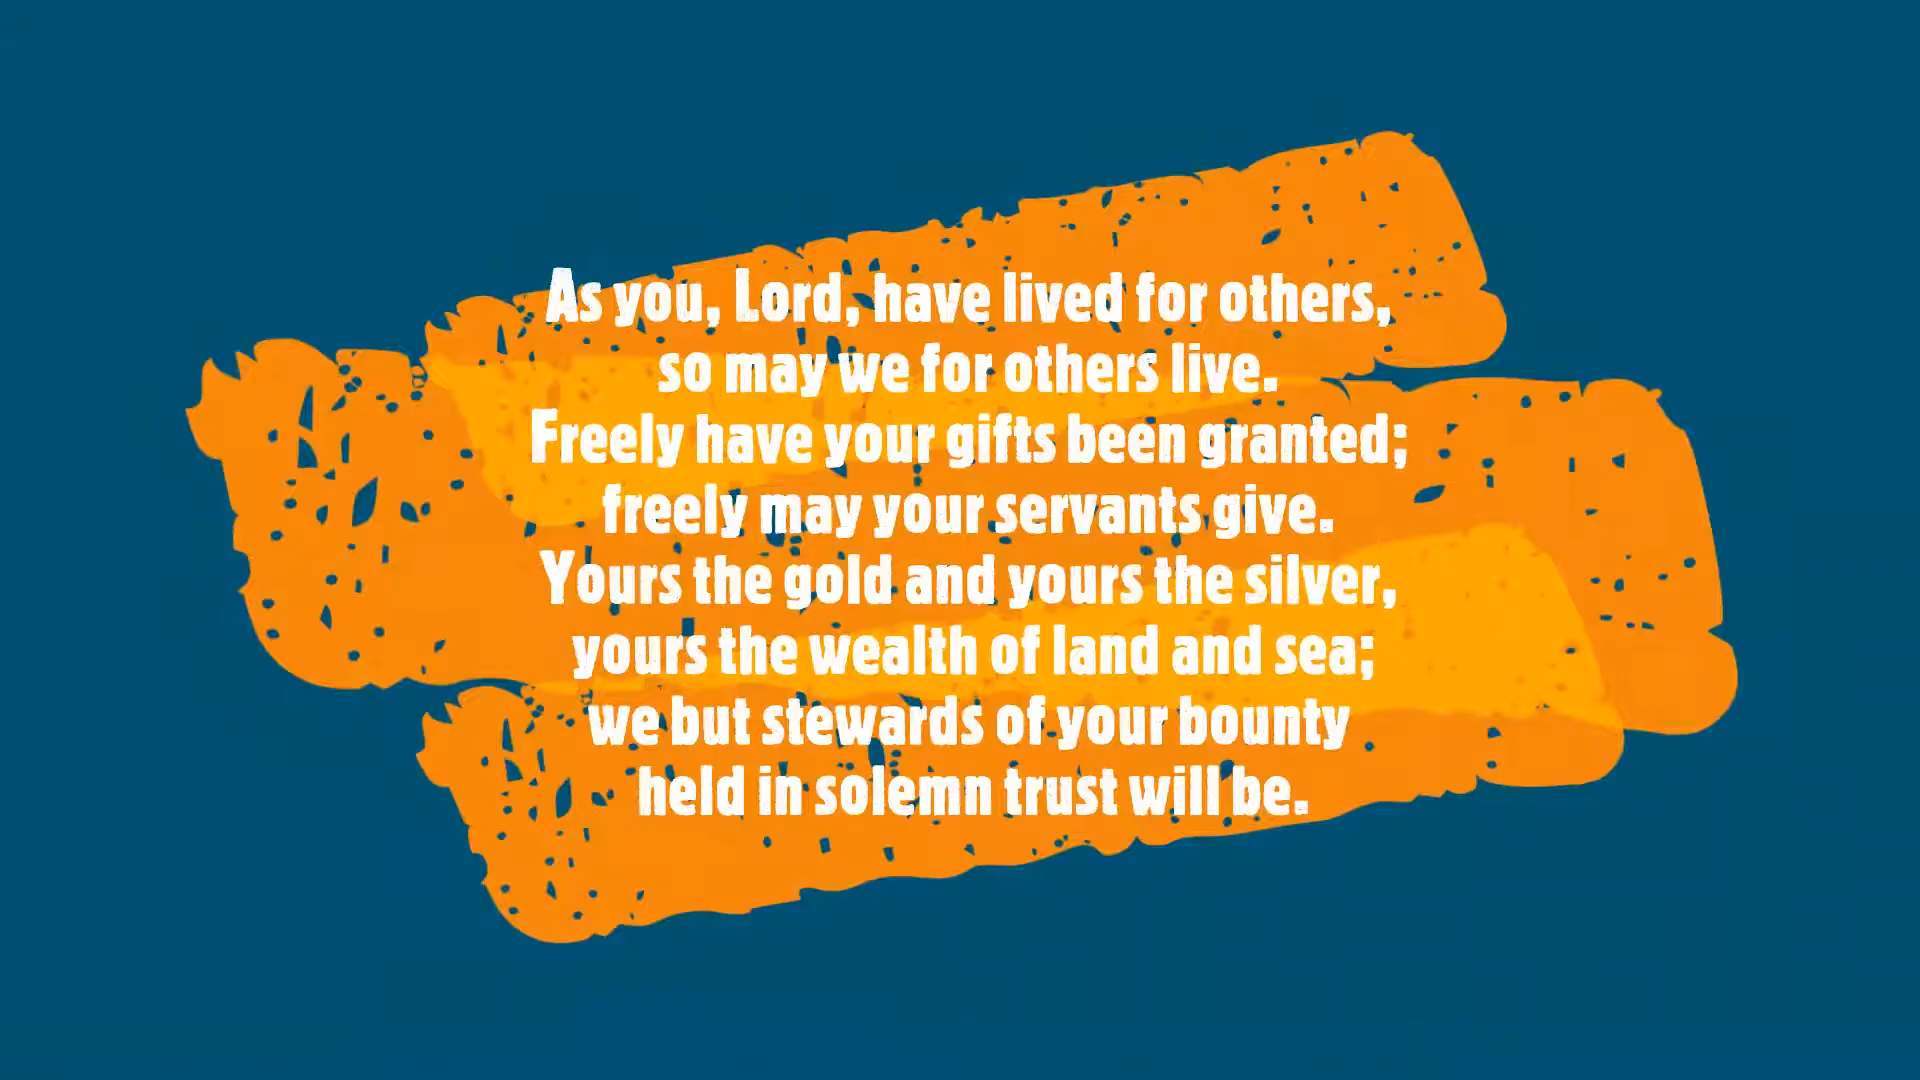 As you, Lord, have lived for others,
so may we for others live.
Freely have your gifts been granted;
freely may your servants give.
Yours the gold and yours the silver,
yours the wealth of land and sea;
we but stewards of your bounty
held in solemn trust will be.